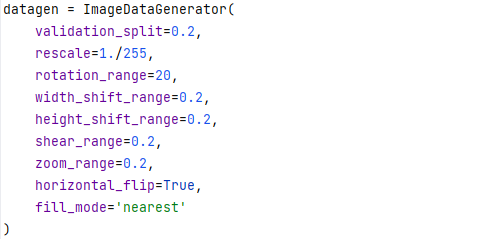 datagen = ImageDataGenerator(
    validation_split=0.2,
    rescale=1./255,
    rotation_range=20,
    width_shift_range=0.2,
    height_shift_range=0.2,
    shear_range=0.2,
    zoom_range=0.2,
    horizontal_flip=True,
    fill_mode='nearest'
)